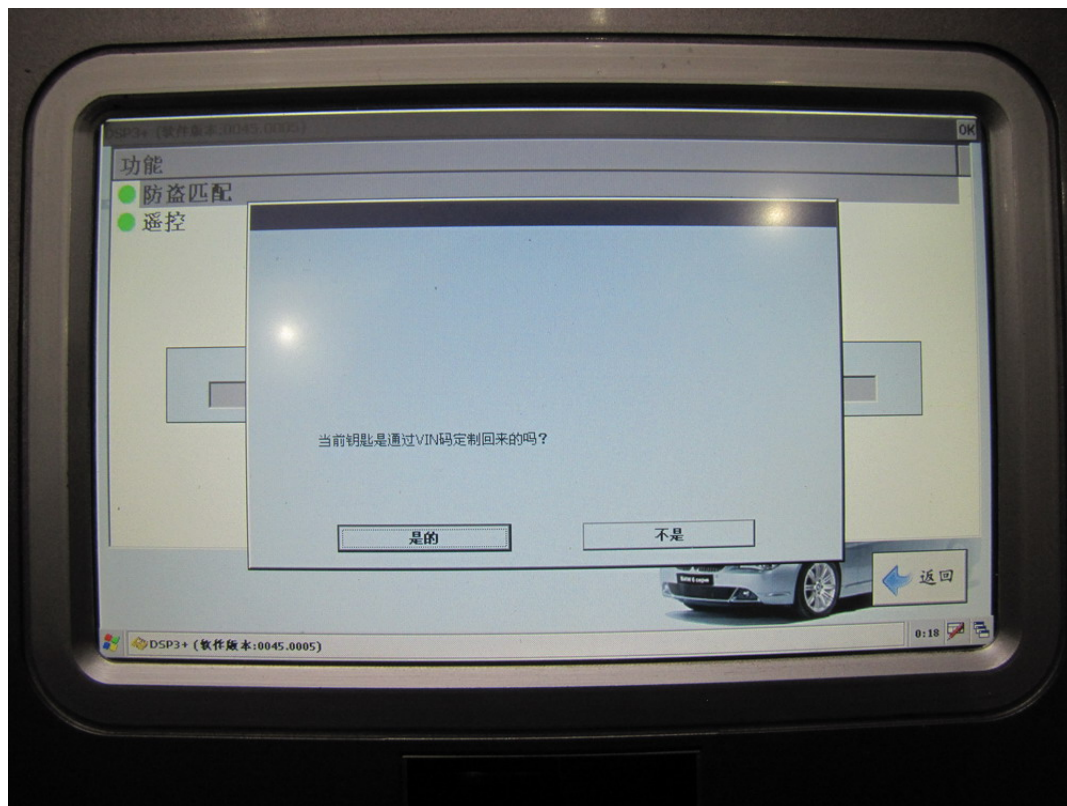 DSP3+ (软件版本:0045.0005)
OK
功能
防盗匹配
遥控
当前钥匙是通过VIN码定制回来的吗?
是的
不是
返回
DSP3+ (软件版本:0045.0005)
0:18